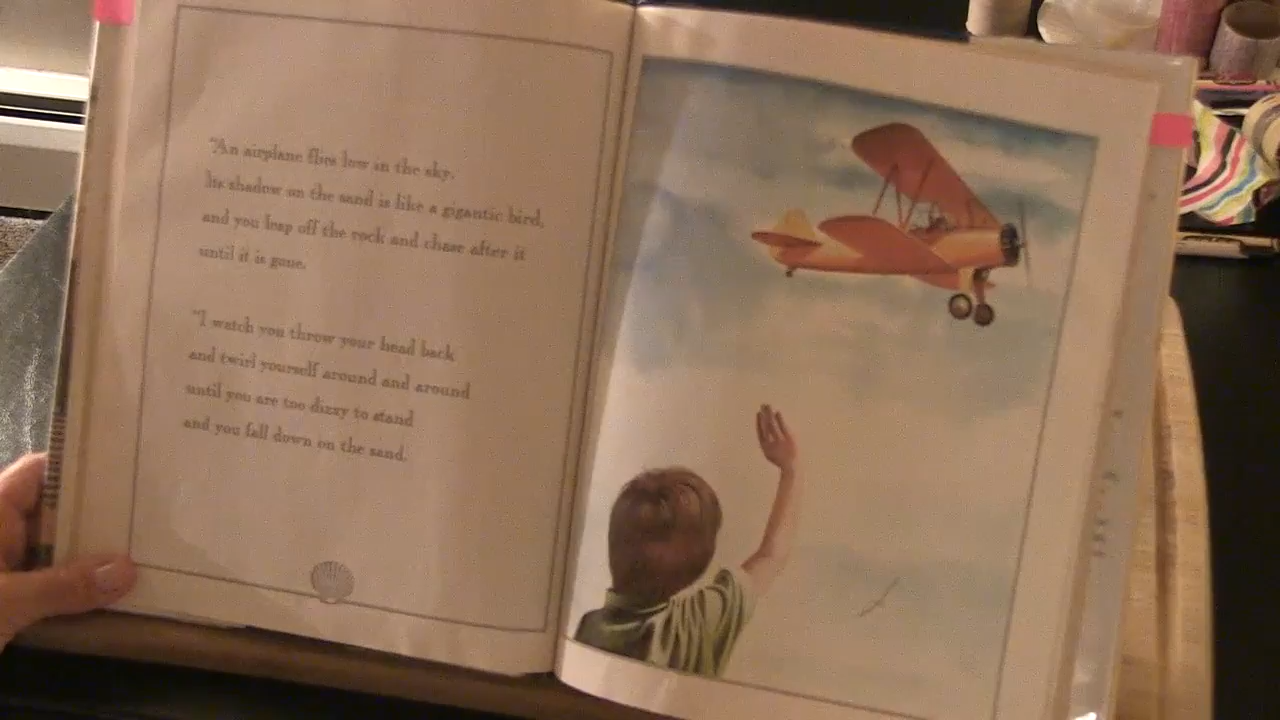 "An airplane flies low in the sky.
Its shadow on the sand is like a gigantic bird,
and you leap off the rock and chase after it
until it is gone.
"I watch you throw your head back
and twirl yourself around and around
until you are too dizzy to stand
and you fall down on the sand.